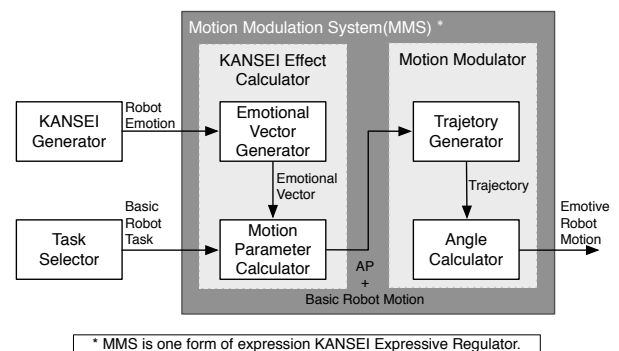 Motion Modulation System(MMS) *
KANSEI Effect
Calculator
Motion Modulator
KANSEI
Generator
Robot
Emotion
Emotional
Vector
Generator
Trajetory
Generator
Emotional
Vector
Trajectory
Task
Selector
Basic
Robot
Task
Motion
Parameter
Calculator
AP
+
Basic Robot Motion
Angle
Calculator
Emotive
Robot
Motion
* MMS is one form of expression KANSEI Expressive Regulator.